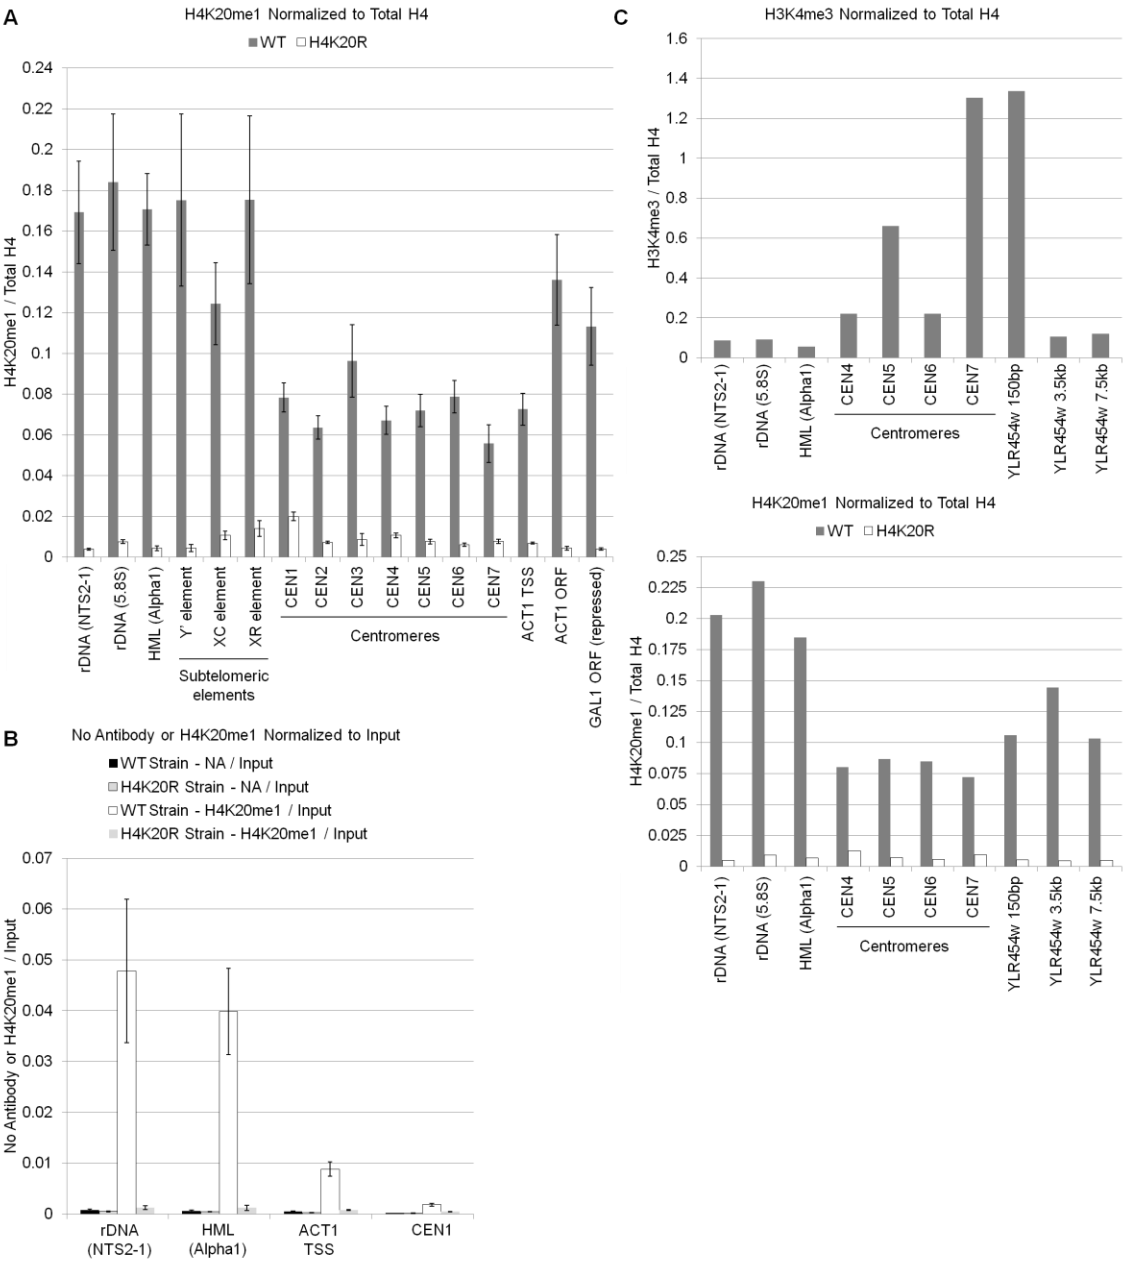 A
H4K20me1 Normalized to Total H4
WT H4K20R
H4K20me1 / Total H4
0.24
0.22
0.2
0.18
0.16
0.14
0.12
0.1
0.08
0.06
0.04
0.02
0
rDNA (NTS2-1)
rDNA (5.8S)
HML (Alpha1)
Y' element
XC element
XR element
CEN1
CEN2
CEN3
CEN4
CEN5
CEN6
CEN7
ACT1 TSS
ACT1 ORF
GAL1 ORF (repressed)
Subtelomeric
elements
Centromeres
B
No Antibody or H4K20me1 Normalized to Input
WT Strain - NA / Input
H4K20R Strain - NA / Input
WT Strain - H4K20me1 / Input
H4K20R Strain - H4K20me1 / Input
No Antibody or H4K20me1 / Input
0.07
0.06
0.05
0.04
0.03
0.02
0.01
0
rDNA
(NTS2-1)
HML
(Alpha1)
ACT1
TSS
CEN1
C
H3K4me3 Normalized to Total H4
H3K4me3 / Total H4
1.6
1.4
1.2
1
0.8
0.6
0.4
0.2
0
rDNA (NTS2-1)
rDNA (5.8S)
HML (Alpha1)
CEN4
CEN5
CEN6
CEN7
YLR454w 150bp
YLR454w 3.5kb
YLR454w 7.5kb
Centromeres
H4K20me1 Normalized to Total H4
WT H4K20R
H4K20me1 / Total H4
0.25
0.225
0.2
0.175
0.15
0.125
0.1
0.075
0.05
0.025
0
rDNA (NTS2-1)
rDNA (5.8S)
HML (Alpha1)
CEN4
CEN5
CEN6
CEN7
YLR454w 150bp
YLR454w 3.5kb
YLR454w 7.5kb
Centromeres